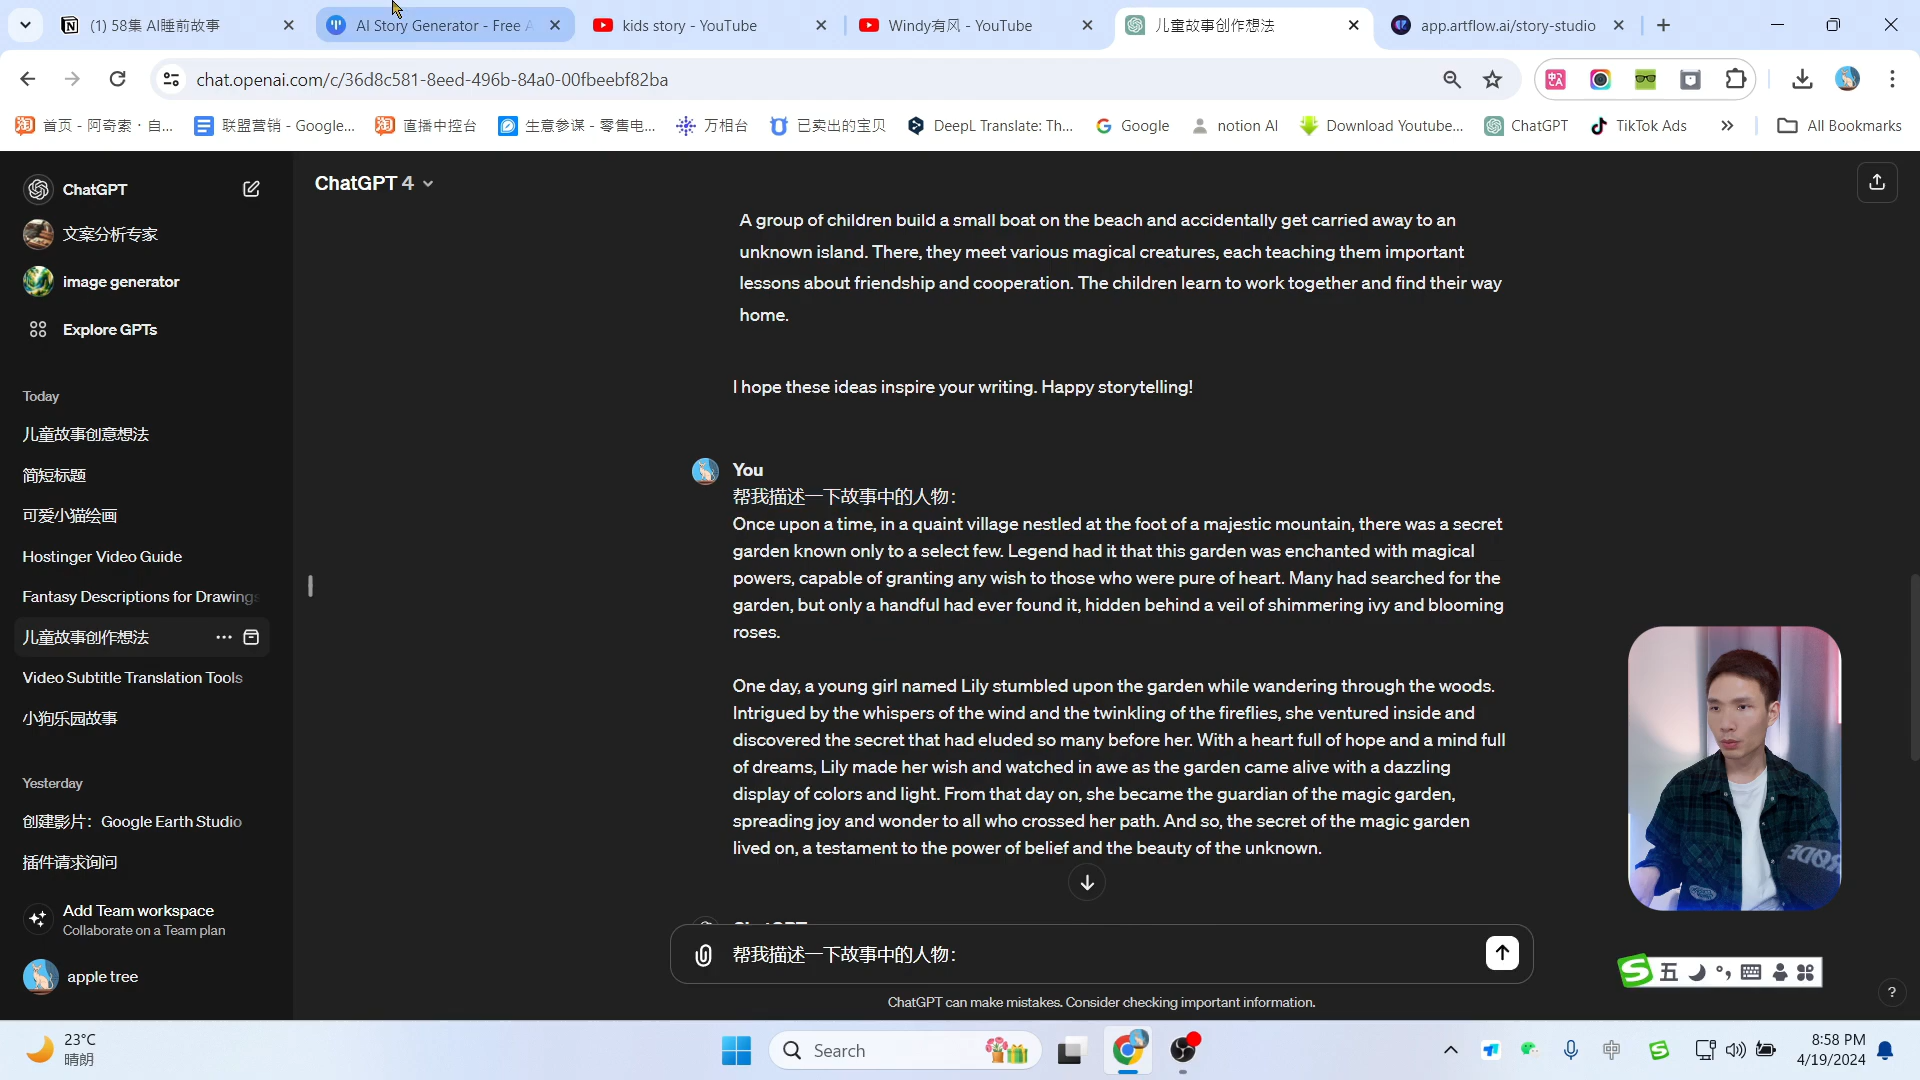 (1) 58集 AI睡前故事
AI Story Generator - Free A
kids story - YouTube
Windy有风 - YouTube
儿童故事创作想法
app.artflow.ai/story-studio
chat.openai.com/c/36d8c581-8eed-496b-84a0-00fbeebf82ba
首页 - 阿奇索 · 自...
联盟营销 - Google...
直播中控台
生意参谋 - 零售电...
万相台
已卖出的宝贝
DeepL Translate: Th...
Google
notion AI
Download Youtube...
ChatGPT
TikTok Ads
All Bookmarks
ChatGPT
文案分析专家
image generator
Explore GPTs
Today
儿童故事创意想法
简短标题
可爱小猫绘画
Hostinger Video Guide
Fantasy Descriptions for Drawings
儿童故事创作想法
Video Subtitle Translation Tools
小狗乐园故事
Yesterday
创建影片：Google Earth Studio
插件请求询问
Add Team workspace
Collaborate on a Team plan
apple tree
ChatGPT 4
A group of children build a small boat on the beach and accidentally get carried away to an
unknown island. There, they meet various magical creatures, each teaching them important
lessons about friendship and cooperation. The children learn to work together and find their way
home.
I hope these ideas inspire your writing. Happy storytelling!
You
帮我描述一下故事中的人物：
Once upon a time, in a quaint village nestled at the foot of a majestic mountain, there was a secret
garden known only to a select few. Legend had it that this garden was enchanted with magical
powers, capable of granting any wish to those who were pure of heart. Many had searched for the
garden, but only a handful had ever found it, hidden behind a veil of shimmering ivy and blooming
roses.
One day, a young girl named Lily stumbled upon the garden while wandering through the woods.
Intrigued by the whispers of the wind and the twinkling of the fireflies, she ventured inside and
discovered the secret that had eluded so many before her. With a heart full of hope and a mind full
of dreams, Lily made her wish and watched in awe as the garden came alive with a dazzling
display of colors and light. From that day on, she became the guardian of the magic garden,
spreading joy and wonder to all who crossed her path. And so, the secret of the magic garden
lived on, a testament to the power of belief and the beauty of the unknown.
ChatGPT
帮我描述一下故事中的人物：
ChatGPT can make mistakes. Consider checking important information.
RØDE
五
?
23°C
晴朗
Search
中
8:58 PM
4/19/2024